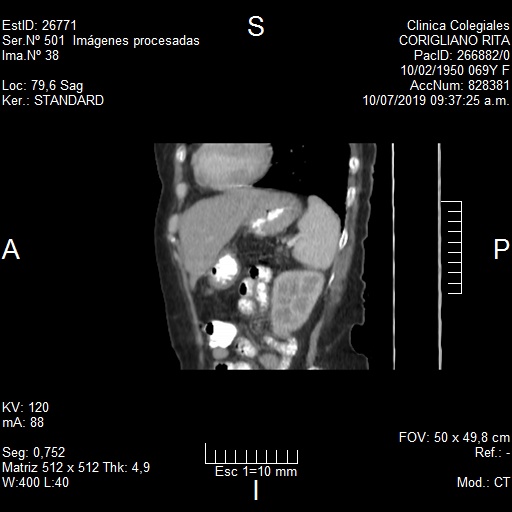 EstID: 26771
Ser.Nº 501 Imágenes procesadas
Ima.Nº 38
Loc: 79,6 Sag
Ker.: STANDARD
S
Clinica Colegiales
CORIGLIANO RITA
PacID: 266882/0
10/02/1950 069Y F
AccNum: 828381
10/07/2019 09:37:25 a.m.
A
P
KV: 120
mA: 88
Seg: 0,752
Matriz 512 x 512 Thk: 4,9
W:400 L:40
Esc 1=10 mm
I
FOV: 50 x 49,8 cm
Ref.: -
Mod.: CT